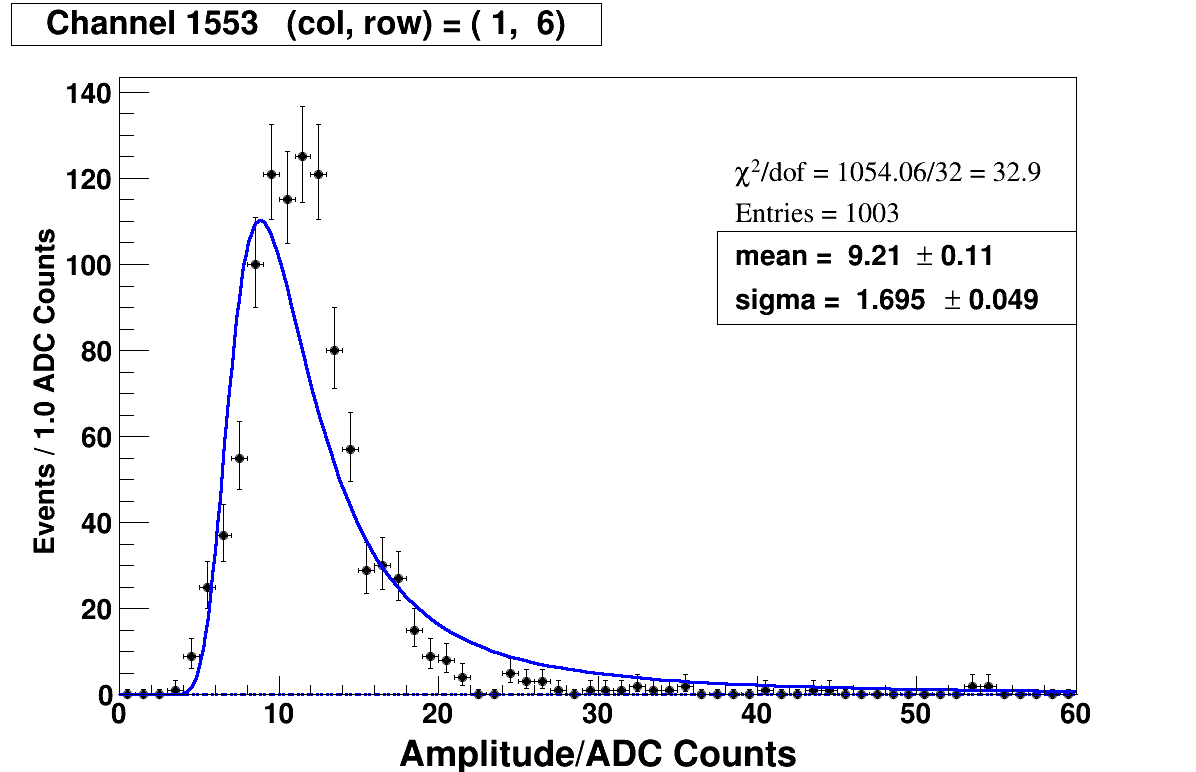 Channel 1553 (col, row) = ( 1, 6)
140
120
100
80
60
40
20
0
Events / 1.0 ADC Counts
χ²/dof = 1054.06/32 = 32.9
Entries = 1003
mean = 9.21 ± 0.11
sigma = 1.695 ± 0.049
0 10 20 30 40 50 60
Amplitude/ADC Counts